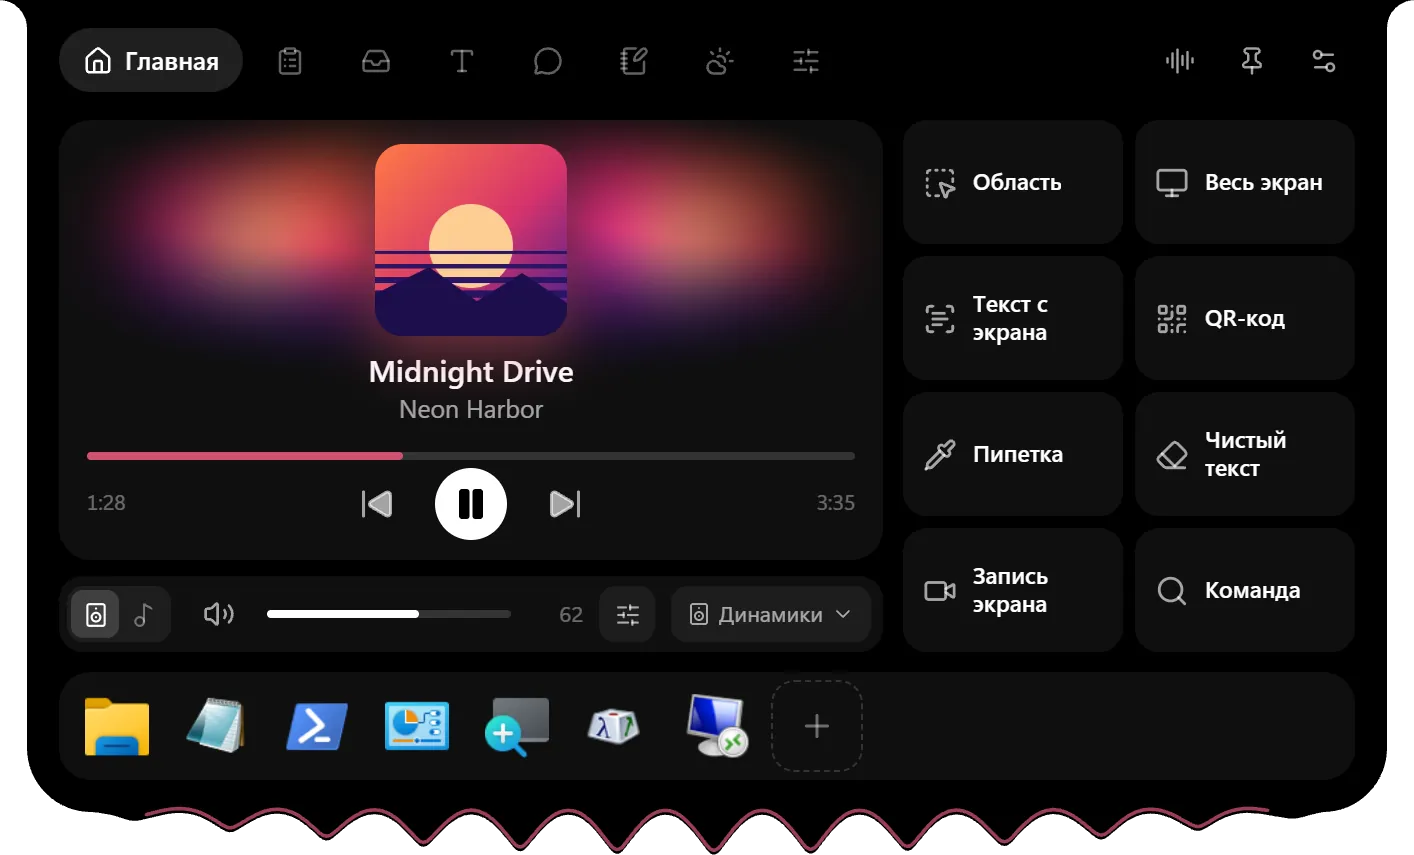 Главная
Midnight Drive
Neon Harbor
1:28
3:35
62
Динамики
Область
Весь экран
Текст с
экрана
QR-код
Пипетка
Чистый
текст
Запись
экрана
Команда